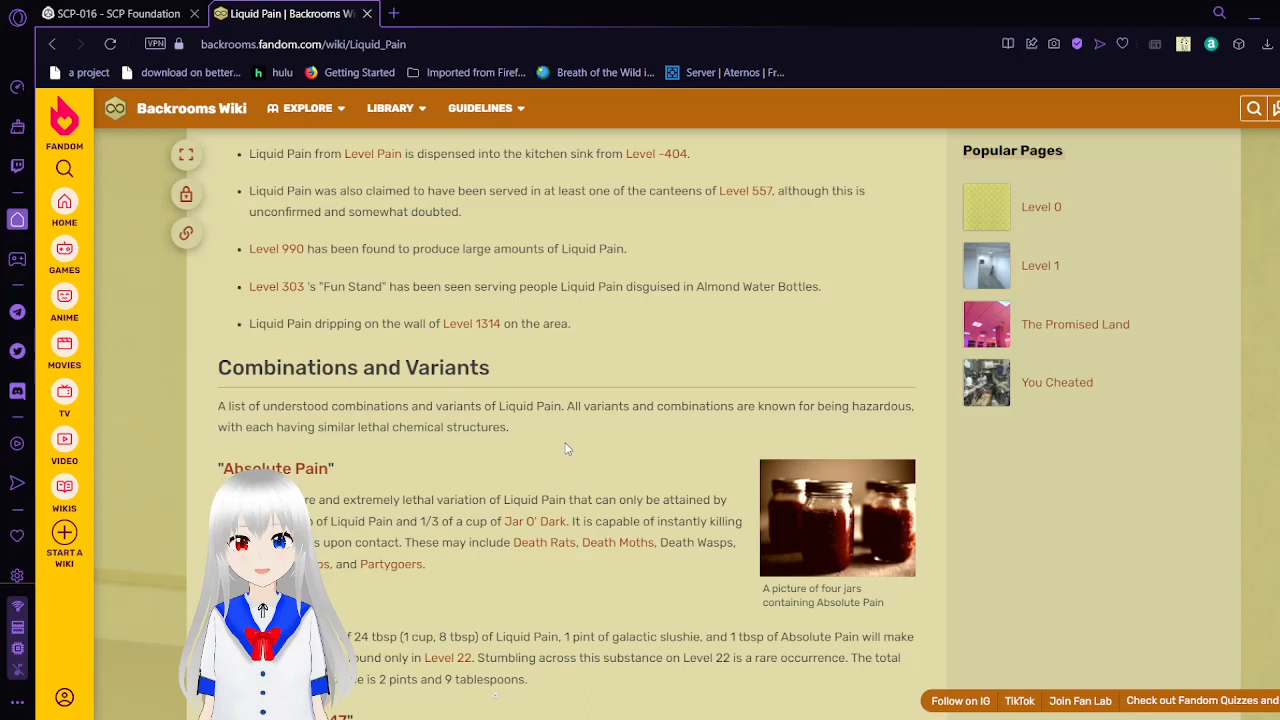 SCP-016 - SCP Foundation
Liquid Pain | Backrooms Wiki
VPN
backrooms.fandom.com/wiki/Liquid_Pain
a project
download on better...
hulu
Getting Started
Imported from Firef...
Breath of the Wild i...
Server | Aternos | Fr...
FANDOM
HOME
GAMES
ANIME
MOVIES
TV
VIDEO
WIKIS
START A
WIKI
Backrooms Wiki
EXPLORE
LIBRARY
GUIDELINES
Liquid Pain from Level Pain is dispensed into the kitchen sink from Level -404.
Liquid Pain was also claimed to have been served in at least one of the canteens of Level 557, although this is
unconfirmed and somewhat doubted.
Level 990 has been found to produce large amounts of Liquid Pain.
Level 303 's "Fun Stand" has been seen serving people Liquid Pain disguised in Almond Water Bottles.
Liquid Pain dripping on the wall of Level 1314 on the area.
Combinations and Variants
A list of understood combinations and variants of Liquid Pain. All variants and combinations are known for being hazardous,
with each having similar lethal chemical structures.
"Absolute Pain"
and extremely lethal variation of Liquid Pain that can only be attained by
of Liquid Pain and 1/3 of a cup of Jar O' Dark. It is capable of instantly killing
upon contact. These may include Death Rats, Death Moths, Death Wasps,
and Partygoers.
A picture of four jars
containing Absolute Pain
of 24 tbsp (1 cup, 8 tbsp) of Liquid Pain, 1 pint of galactic slushie, and 1 tbsp of Absolute Pain will make
only in Level 22. Stumbling across this substance on Level 22 is a rare occurrence. The total
is 2 pints and 9 tablespoons.
Popular Pages
Level 0
Level 1
The Promised Land
You Cheated
Follow on IG
TikTok
Join Fan Lab
Check out Fandom Quizzes and